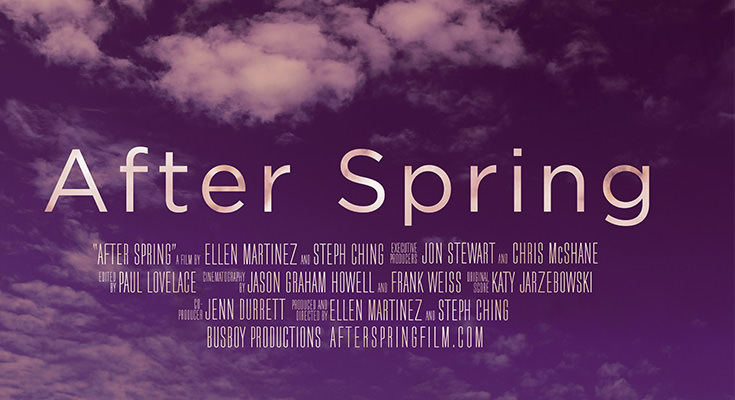 After Spring
"AFTER SPRING" A FILM BY ELLEN MARTINEZ AND STEPH CHING EXECUTIVE PRODUCERS JON STEWART AND CHRIS McSHANE
EDITED BY PAUL LOVELACE CINEMATOGRAPHY BY JASON GRAHAM HOWELL AND FRANK WEISS ORIGINAL SCORE KATY JARZEBOWSKI
CO-PRODUCER JENN DURRETT PRODUCED AND DIRECTED BY ELLEN MARTINEZ AND STEPH CHING
BUSBOY PRODUCTIONS AFTERSPRINGFILM.COM